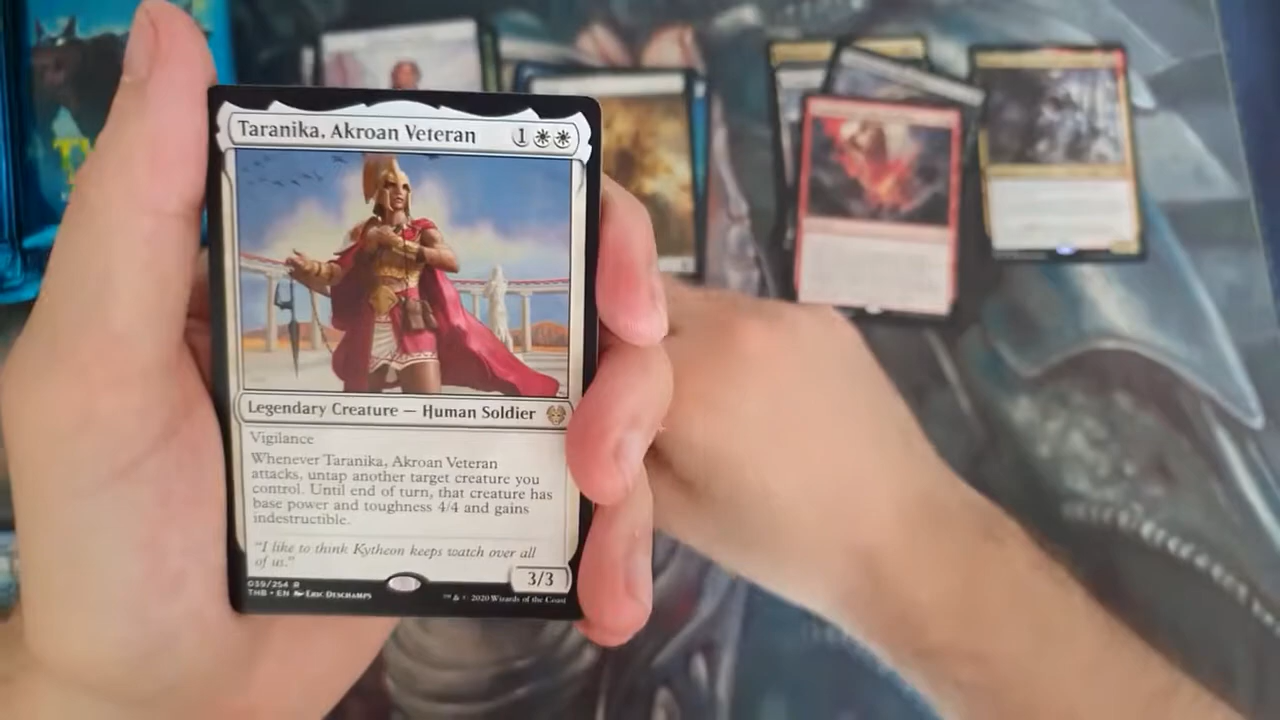 Taranika, Akroan Veteran 1
Legendary Creature — Human Soldier
Vigilance
Whenever Taranika, Akroan Veteran
attacks, untap another target creature you
control. Until end of turn, that creature has
base power and toughness 4/4 and gains
indestructible.
"I like to think Kytheon keeps watch over all
of us."
3/3
039/254 R
THB • EN Eric Deschamps
™ & © 2020 Wizards of the Coast